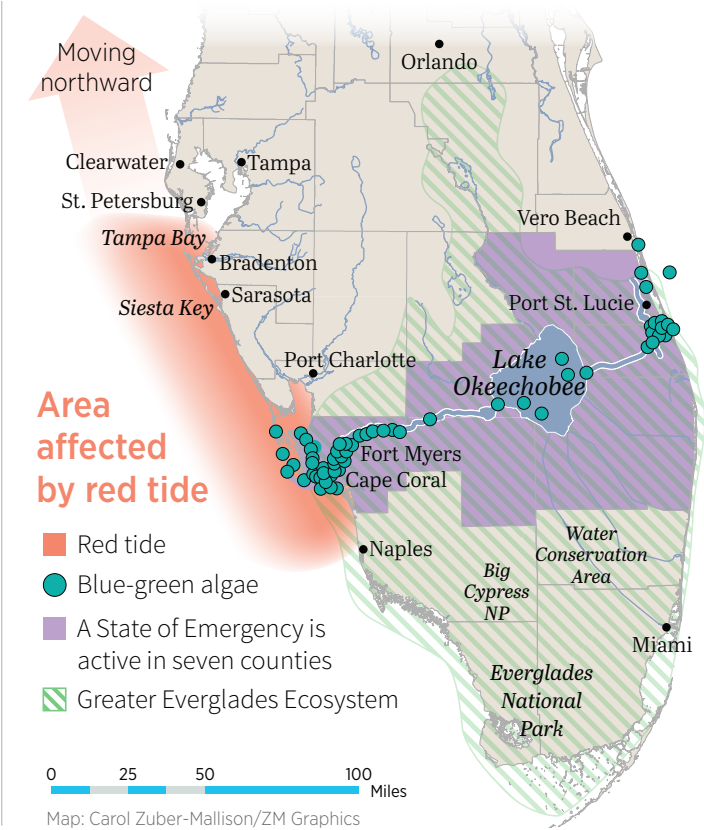 Moving
northward
Orlando
Clearwater
Tampa
St. Petersburg
Vero Beach
Tampa Bay
Bradenton
Siesta Key
Sarasota
Port St. Lucie
Port Charlotte
Lake
Okeechobee
Area
affected
by red tide
Fort Myers
Cape Coral
Red tide
Naples
Water
Conservation
Area
Blue-green algae
Big
Cypress
NP
A State of Emergency is
active in seven counties
Miami
Everglades
National
Park
Greater Everglades Ecosystem
0 25 50 100
Miles
Map: Carol Zuber-Mallison/ZM Graphics